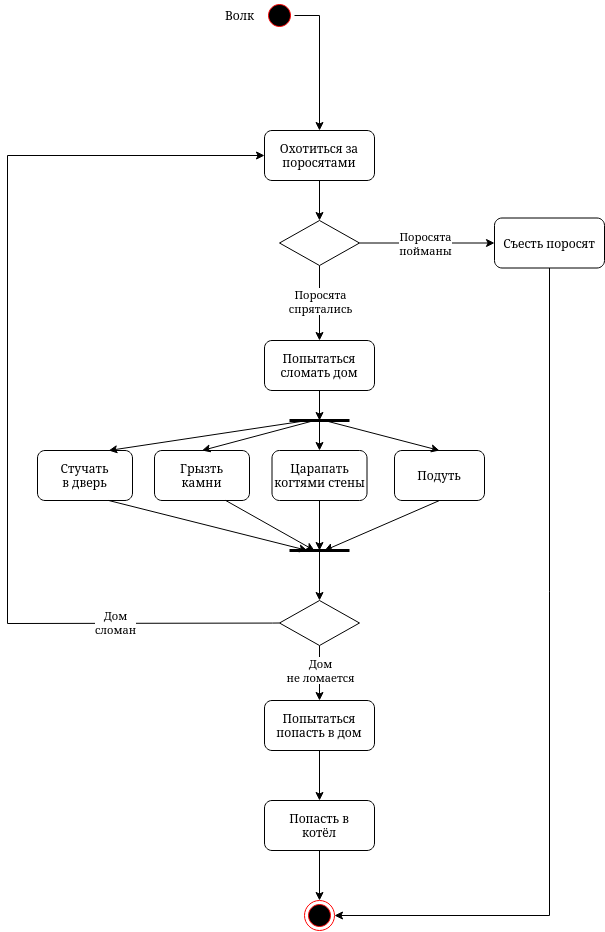 Волк
Охотиться за
поросятами
Поросята
пойманы
Съесть поросят
Поросята
спрятались
Попытаться
сломать дом
Стучать
в дверь
Грызть
камни
Царапать
когтями стены
Подуть
Дом
сломан
Дом
не ломается
Попытаться
попасть в дом
Попасть в
котёл